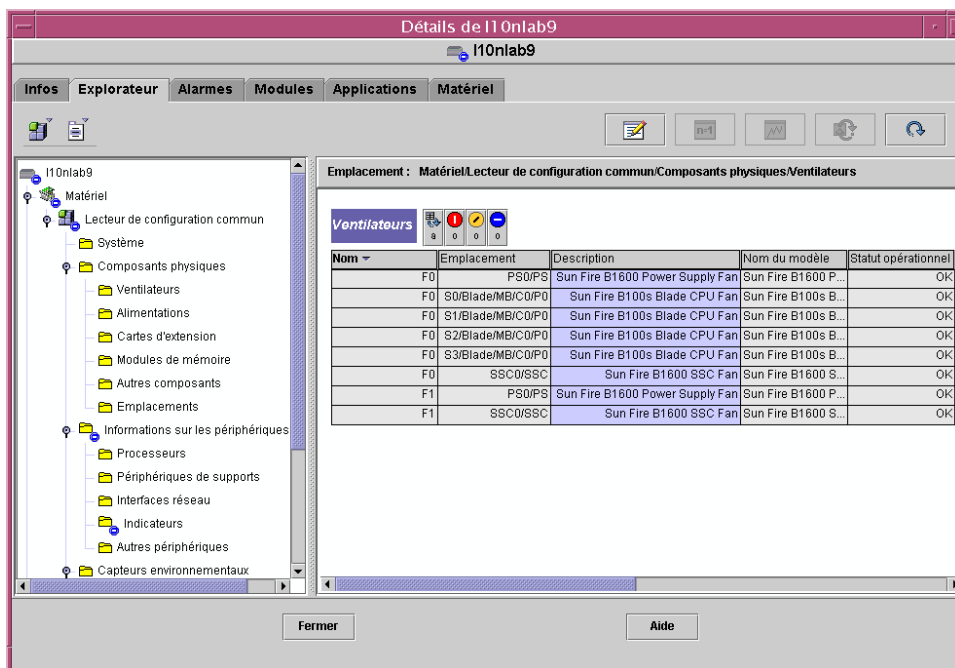 Détails de l10nlab9
l10nlab9
Infos Explorateur Alarmes Modules Applications Matériel
n=1
l10nlab9
Matériel
Lecteur de configuration commun
Système
Composants physiques
Ventilateurs
Alimentations
Cartes d'extension
Modules de mémoire
Autres composants
Emplacements
Informations sur les périphériques
Processeurs
Périphériques de supports
Interfaces réseau
Indicateurs
Autres périphériques
Capteurs environnementaux
Emplacement : Matériel/Lecteur de configuration commun/Composants physiques/Ventilateurs
Ventilateurs 8 0 0 0
Nom Emplacement Description Nom du modèle Statut opérationnel
F0 PS0/PS Sun Fire B1600 Power Supply Fan Sun Fire B1600 P... OK
F0 S0/Blade/MB/C0/P0 Sun Fire B100s Blade CPU Fan Sun Fire B100s B... OK
F0 S1/Blade/MB/C0/P0 Sun Fire B100s Blade CPU Fan Sun Fire B100s B... OK
F0 S2/Blade/MB/C0/P0 Sun Fire B100s Blade CPU Fan Sun Fire B100s B... OK
F0 S3/Blade/MB/C0/P0 Sun Fire B100s Blade CPU Fan Sun Fire B100s B... OK
F0 SSC0/SSC Sun Fire B1600 SSC Fan Sun Fire B1600 S... OK
F1 PS0/PS Sun Fire B1600 Power Supply Fan Sun Fire B1600 P... OK
F1 SSC0/SSC Sun Fire B1600 SSC Fan Sun Fire B1600 S... OK
Fermer Aide